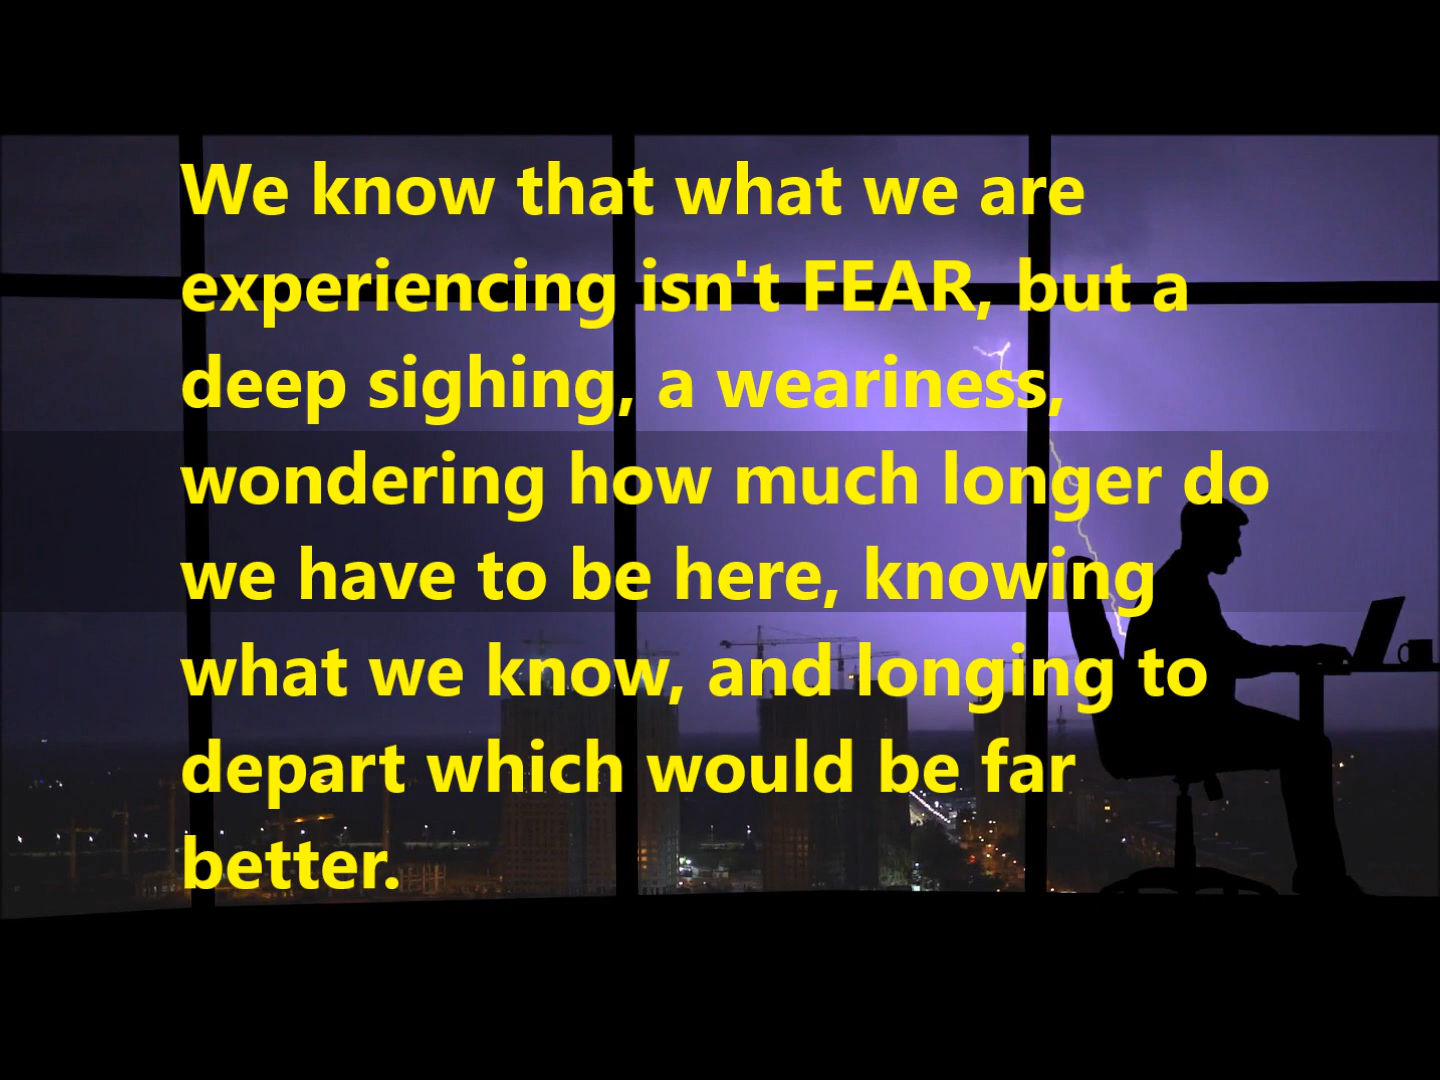 We know that what we are
experiencing isn't FEAR, but a
deep sighing, a weariness,
wondering how much longer do
we have to be here, knowing
what we know, and longing to
depart which would be far
better.